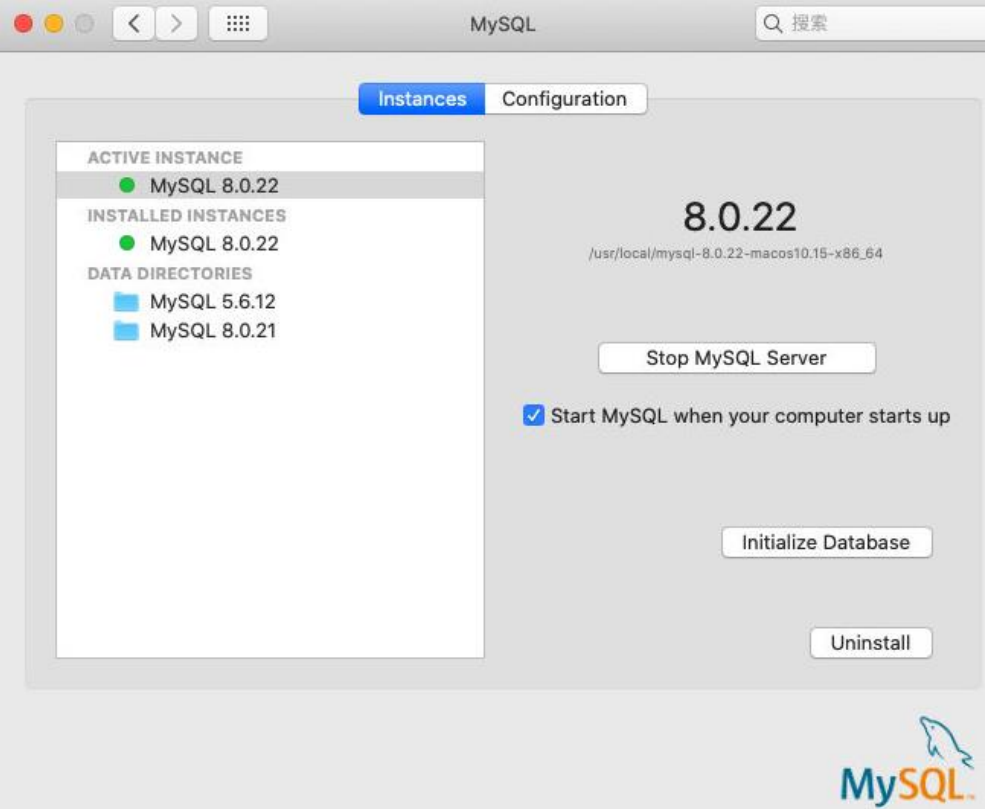 MySQL
搜索
Instances
Configuration
ACTIVE INSTANCE
MySQL 8.0.22
INSTALLED INSTANCES
MySQL 8.0.22
DATA DIRECTORIES
MySQL 5.6.12
MySQL 8.0.21
8.0.22
/usr/local/mysql-8.0.22-macos10.15-x86_64
Stop MySQL Server
Start MySQL when your computer starts up
Initialize Database
Uninstall
MySQL™